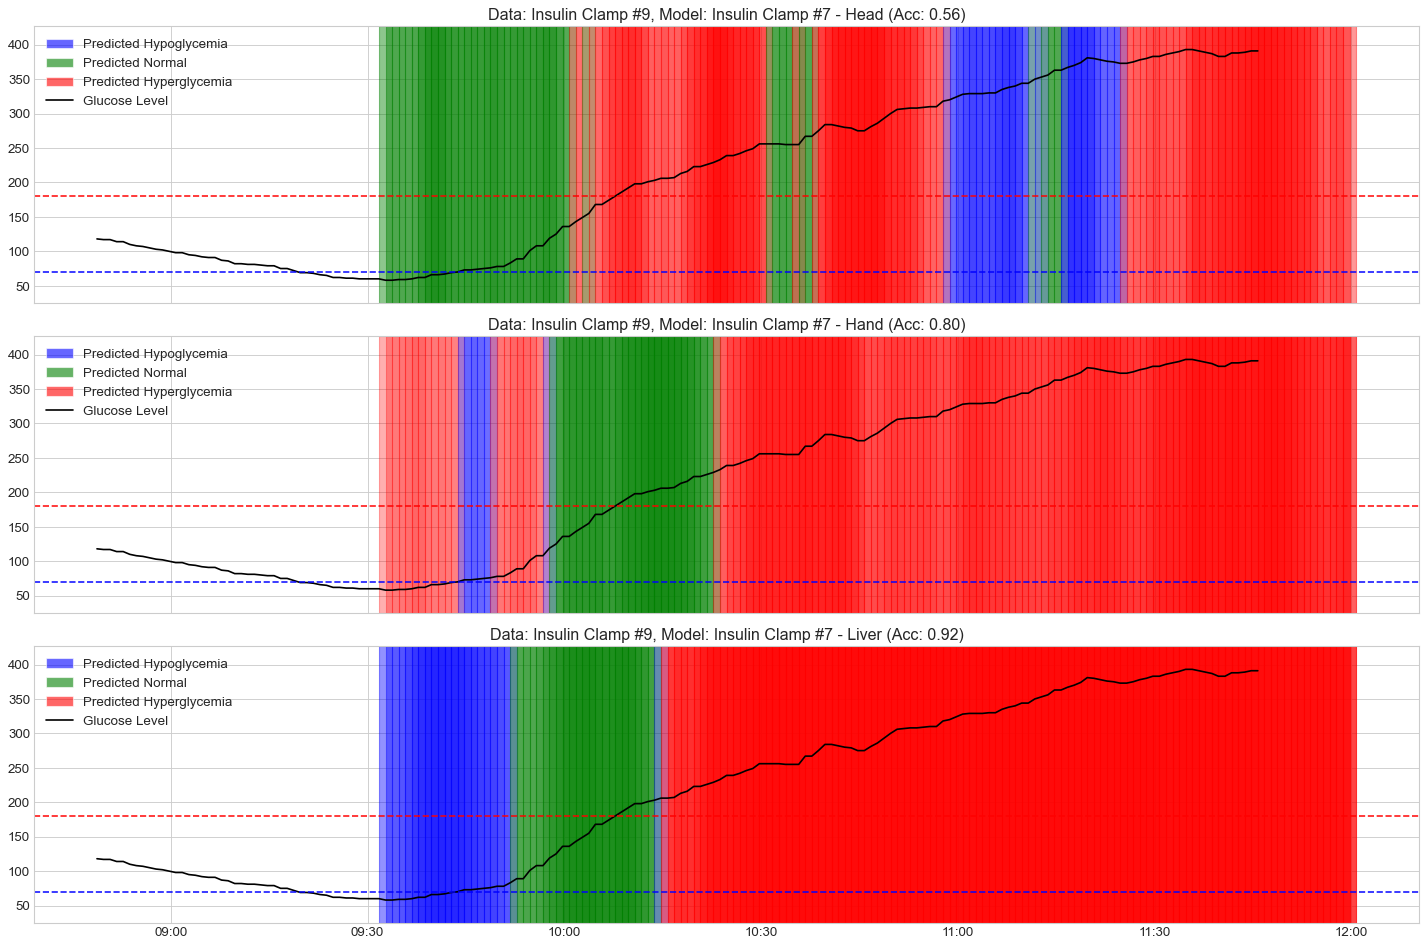 Data: Insulin Clamp #9, Model: Insulin Clamp #7 - Head (Acc: 0.56)
400
350
300
250
200
150
100
50
Predicted Hypoglycemia
Predicted Normal
Predicted Hyperglycemia
Glucose Level
Data: Insulin Clamp #9, Model: Insulin Clamp #7 - Hand (Acc: 0.80)
400
350
300
250
200
150
100
50
Predicted Hypoglycemia
Predicted Normal
Predicted Hyperglycemia
Glucose Level
Data: Insulin Clamp #9, Model: Insulin Clamp #7 - Liver (Acc: 0.92)
400
350
300
250
200
150
100
50
Predicted Hypoglycemia
Predicted Normal
Predicted Hyperglycemia
Glucose Level
09:00 09:30 10:00 10:30 11:00 11:30 12:00